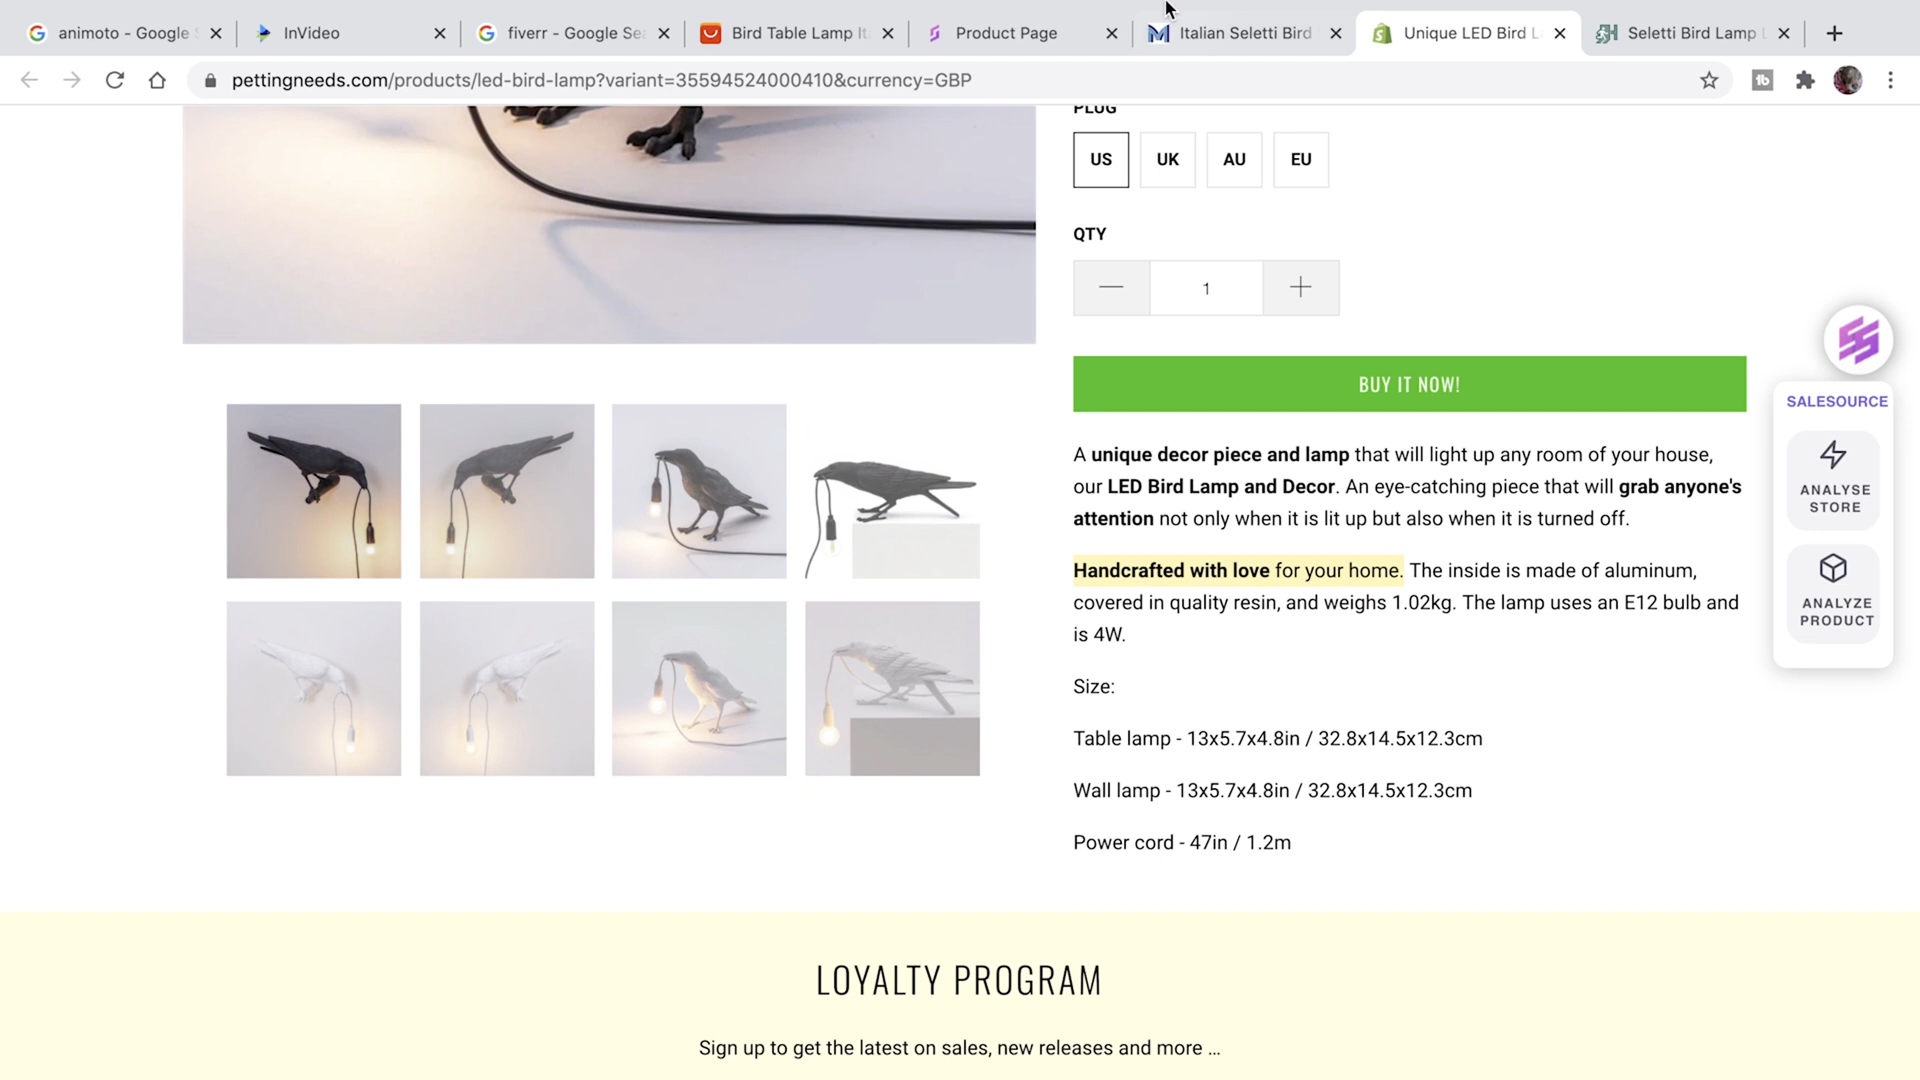 animoto - Google S
InVideo
fiverr - Google Sea
Bird Table Lamp Ita
Product Page
Italian Seletti Bird
Unique LED Bird L
Seletti Bird Lamp L
pettingneeds.com/products/led-bird-lamp?variant=35594524000410&currency=GBP
PLUG
US UK AU EU
QTY
1
BUY IT NOW!
A unique decor piece and lamp that will light up any room of your house,
our LED Bird Lamp and Decor. An eye-catching piece that will grab anyone's
attention not only when it is lit up but also when it is turned off.
Handcrafted with love for your home. The inside is made of aluminum,
covered in quality resin, and weighs 1.02kg. The lamp uses an E12 bulb and
is 4W.
Size:
Table lamp - 13x5.7x4.8in / 32.8x14.5x12.3cm
Wall lamp - 13x5.7x4.8in / 32.8x14.5x12.3cm
Power cord - 47in / 1.2m
SALESOURCE
ANALYSE
STORE
ANALYZE
PRODUCT
LOYALTY PROGRAM
Sign up to get the latest on sales, new releases and more …